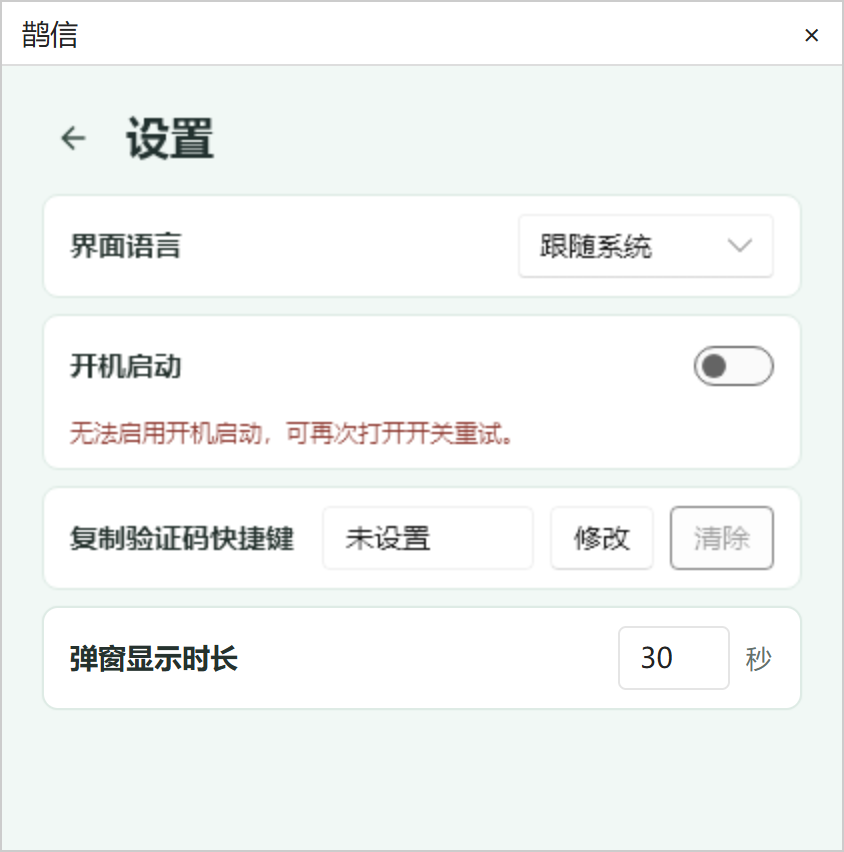 鹊信
设置
界面语言 跟随系统
开机启动
无法启用开机启动，可再次打开开关重试。
复制验证码快捷键 未设置 修改 清除
弹窗显示时长 30 秒